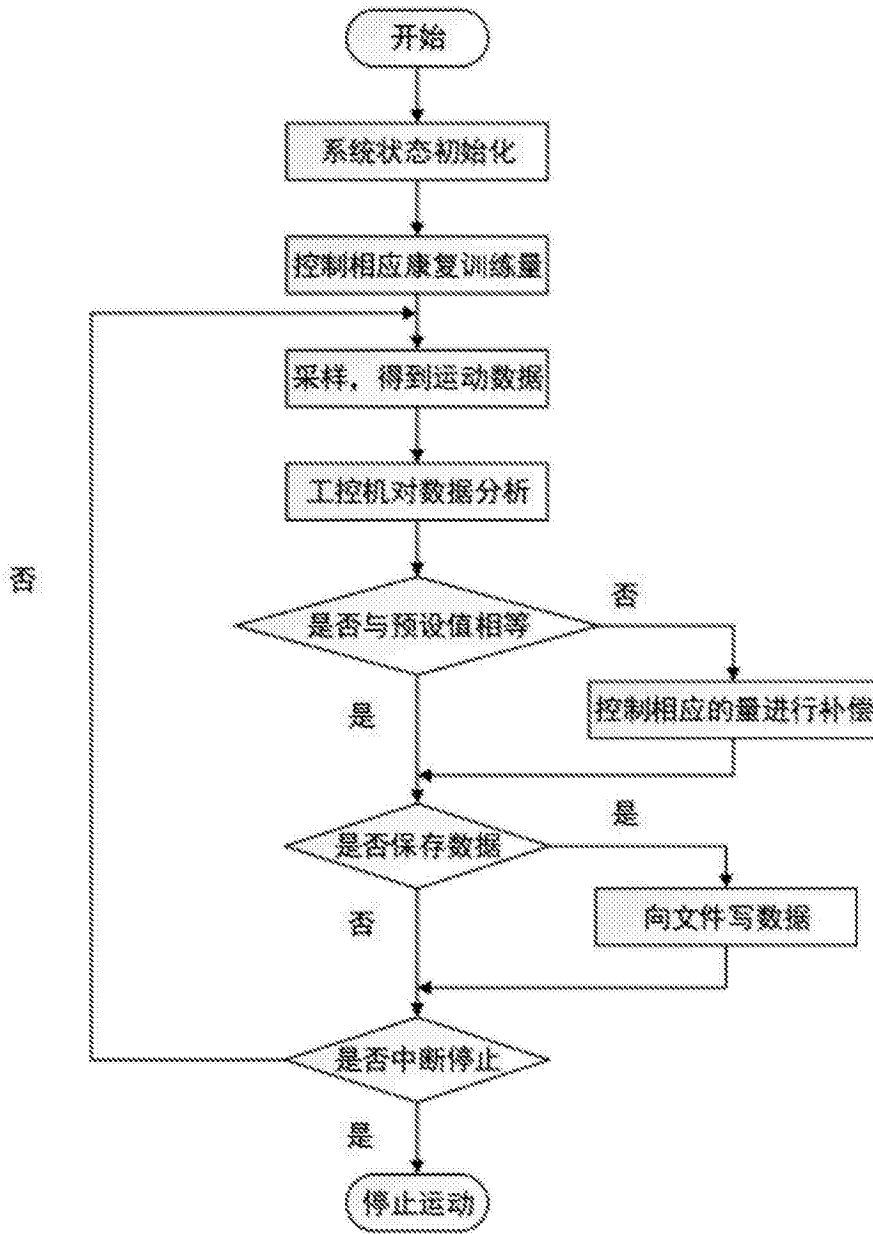 开始
系统状态初始化
控制相应康复训练量
采样，得到运动数据
工控机对数据分析
否
是否与预设值相等
否
是
控制相应的量进行补偿
是否保存数据
是
否
向文件写数据
是否中断停止
是
停止运动